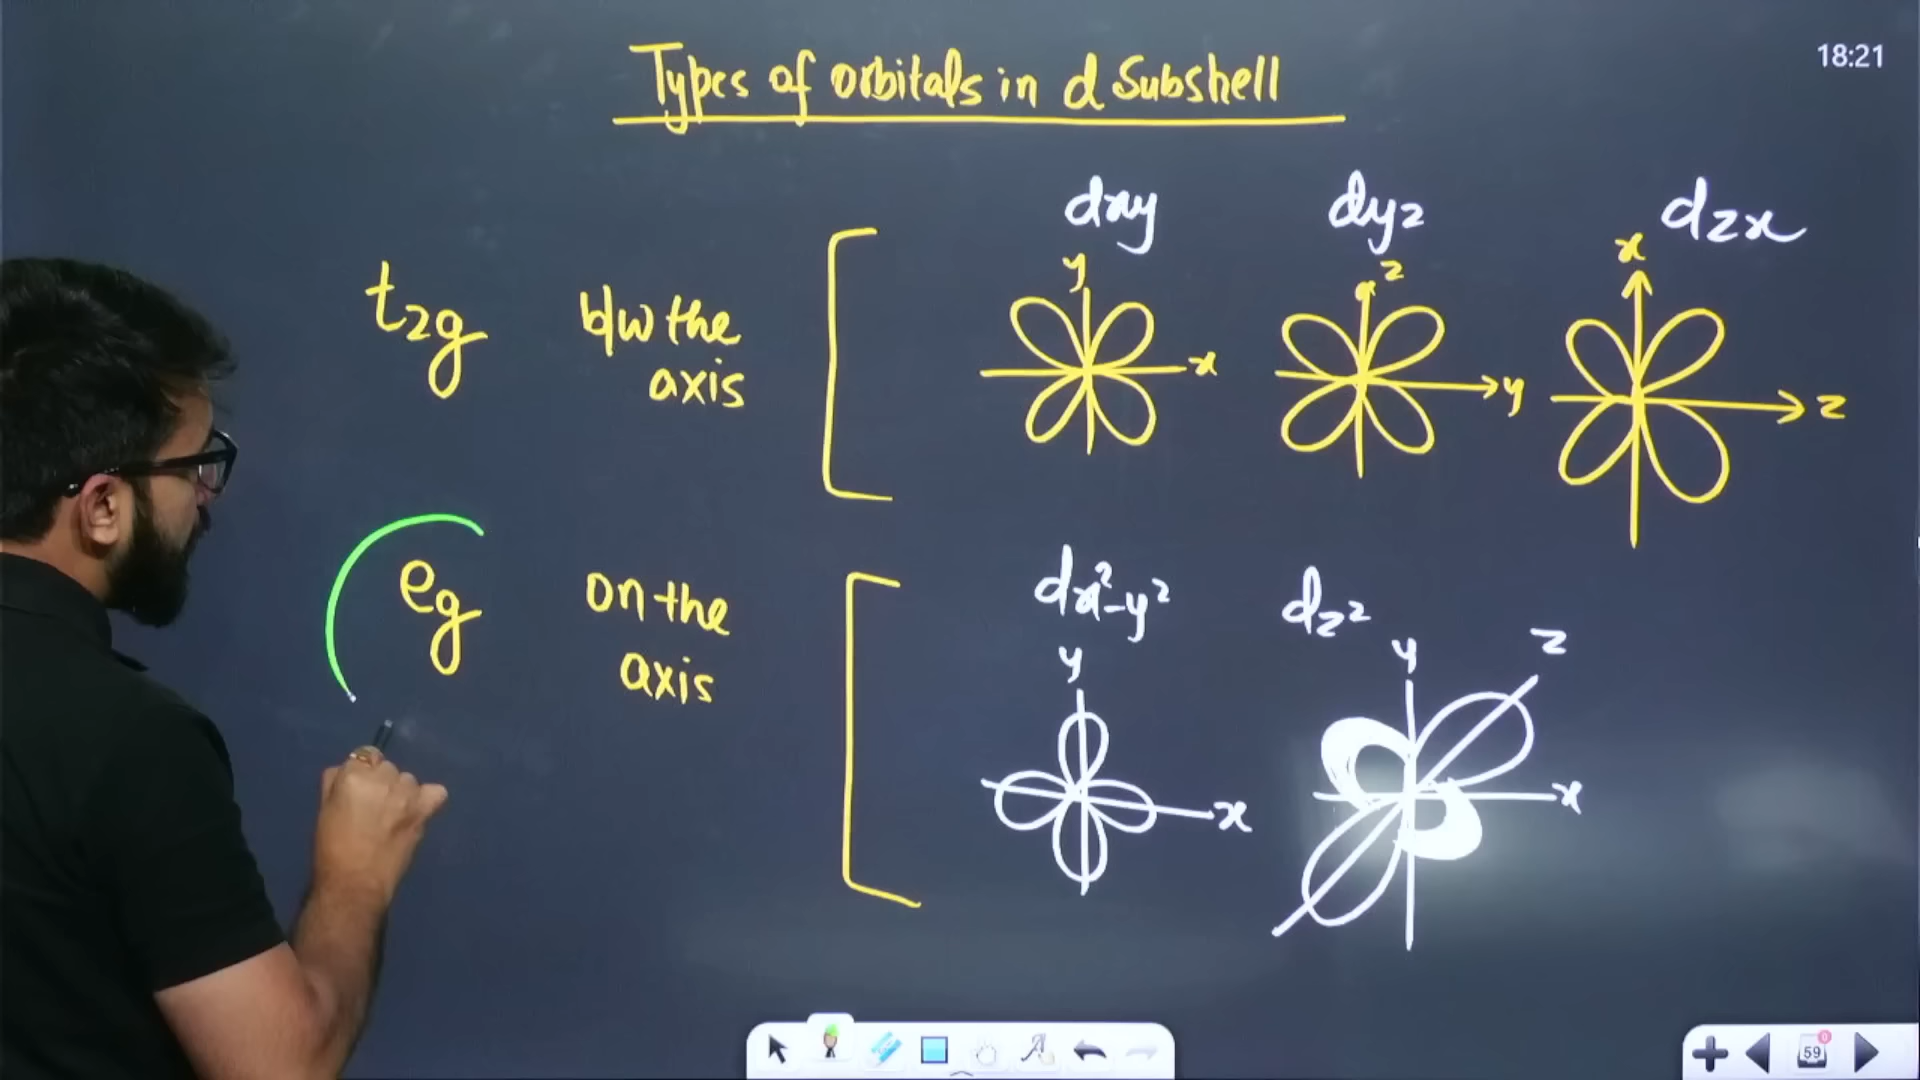 18:21
Types of orbitals in d Subshell
dxy dyz dzx
y z x
t2g b/w the
axis
x y z
eg on the
axis
dx²-y² dz²
y y z
x x
59
0